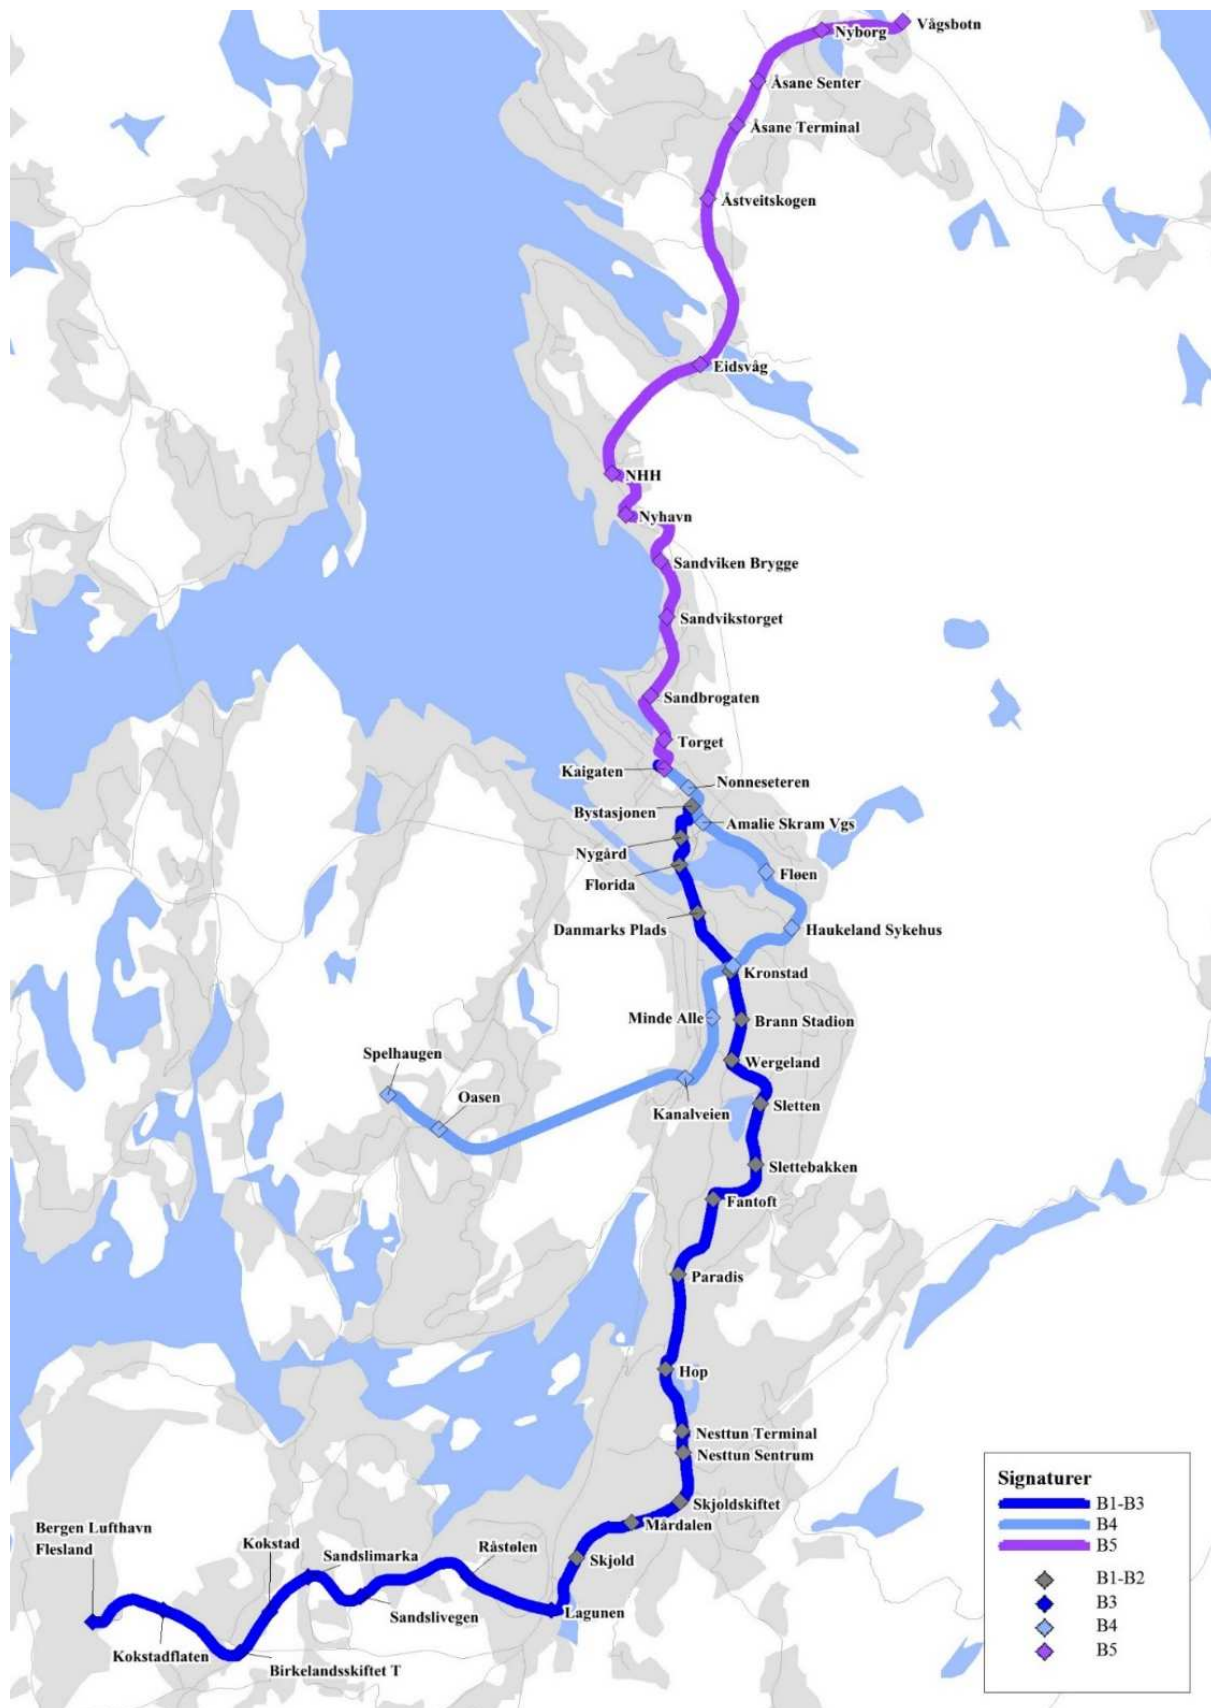 Vågsbotn
Nyborg
Åsane Senter
Åsane Terminal
Åstveitskogen
Eidsvåg
NHH
Nyhavn
Sandviken Brygge
Sandvikstorget
Sandbrogaten
Torget
Kaigaten
Nonneseteren
Bystasjonen
Amalie Skram Vgs
Nygård
Fløen
Florida
Danmarks Plads
Haukeland Sykehus
Kronstad
Minde Alle
Brann Stadion
Spelhaugen
Wergeland
Oasen
Sletten
Kanalveien
Slettebakken
Fantoft
Paradis
Hop
Nesttun Terminal
Nesttun Sentrum
Skjoldskiftet
Mårdalen
Bergen Lufthavn
Flesland
Kokstad
Sandslimarka
Råstølen
Skjold
Lagunen
Sandslivegen
Kokstadflaten
Birkelandsskiftet T
Signaturer
B1-B3
B4
B5
B1-B2
B3
B4
B5